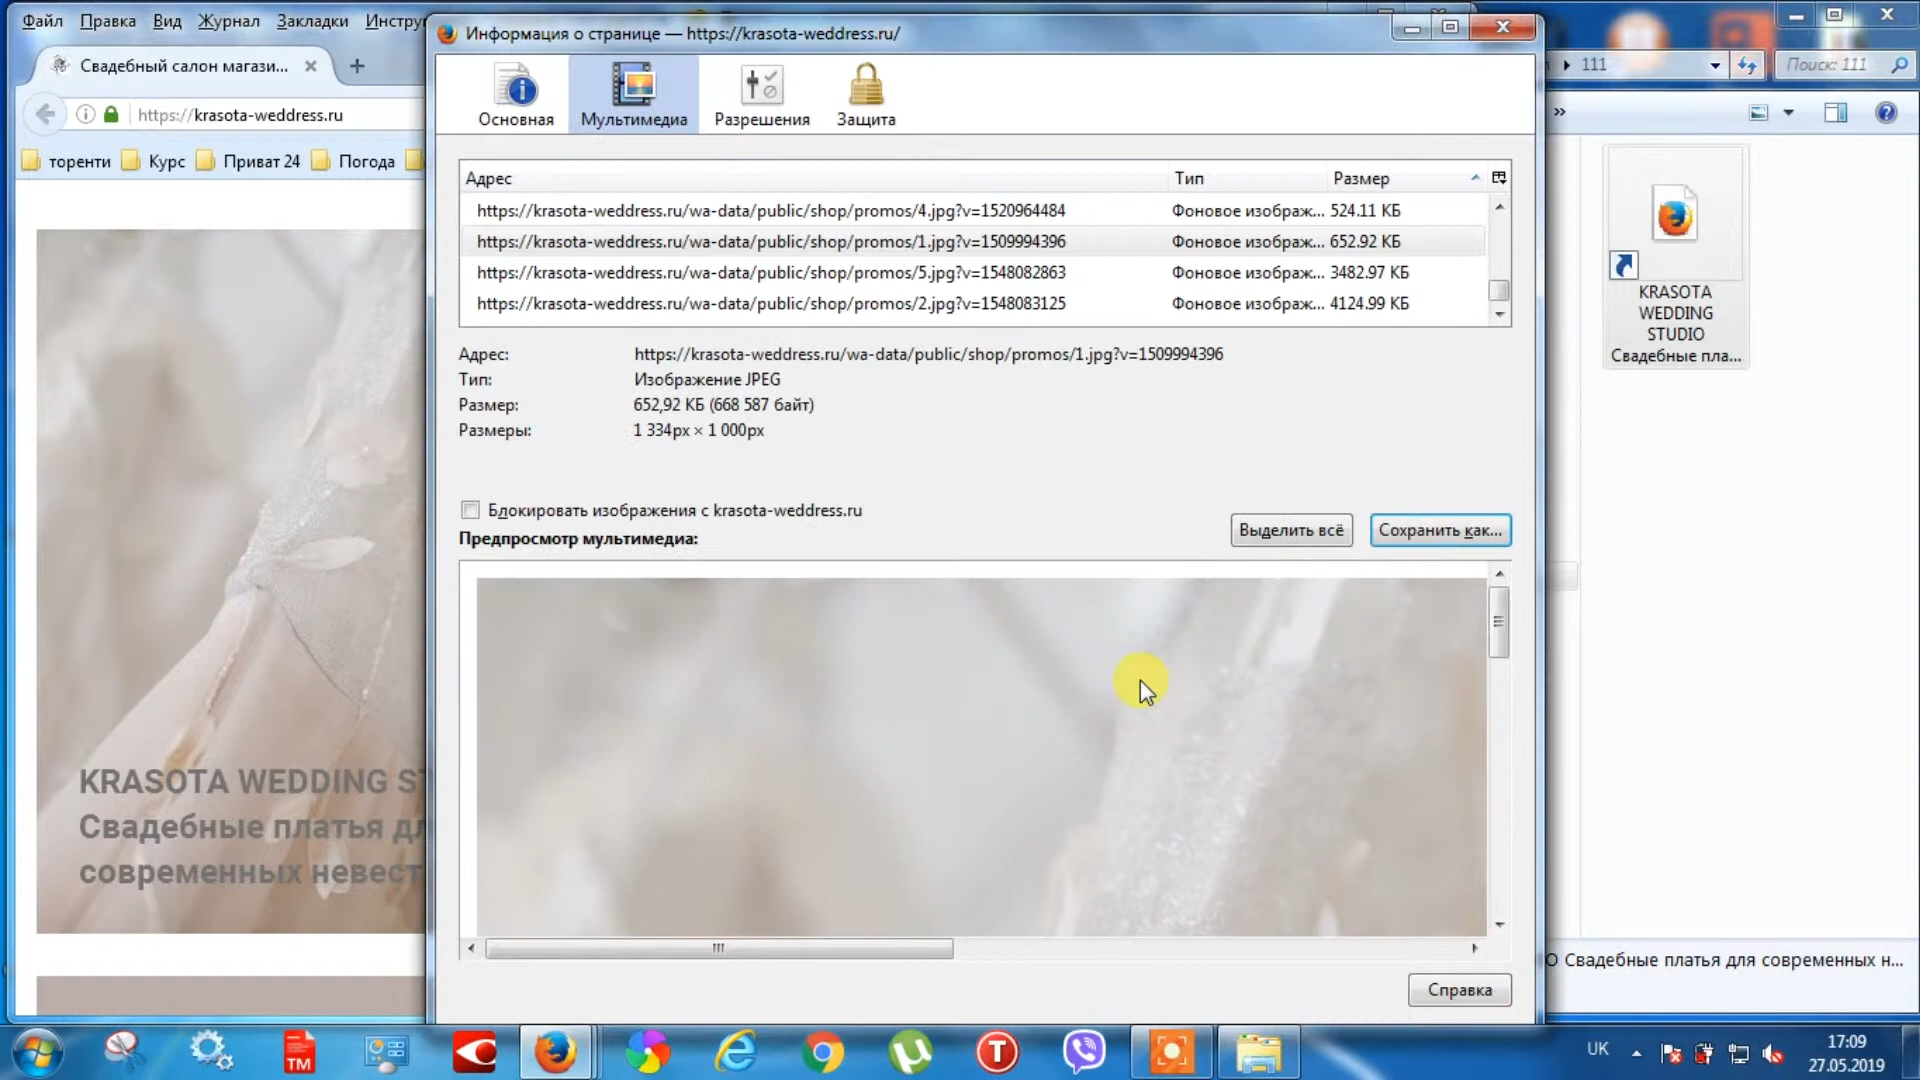 Файл Правка Вид Журнал Закладки Инстру
Свадебный салон магази...
https://krasota-weddress.ru
торенти Курс Приват 24 Погода
KRASOTA WEDDING ST
Свадебные платья дл
современных невест
Информация о странице — https://krasota-weddress.ru/
Основная Мультимедиа Разрешения Защита
Адрес Тип Размер
https://krasota-weddress.ru/wa-data/public/shop/promos/4.jpg?v=1520964484 Фоновое изображ... 524.11 КБ
https://krasota-weddress.ru/wa-data/public/shop/promos/1.jpg?v=1509994396 Фоновое изображ... 652.92 КБ
https://krasota-weddress.ru/wa-data/public/shop/promos/5.jpg?v=1548082863 Фоновое изображ... 3482.97 КБ
https://krasota-weddress.ru/wa-data/public/shop/promos/2.jpg?v=1548083125 Фоновое изображ... 4124.99 КБ
Адрес: https://krasota-weddress.ru/wa-data/public/shop/promos/1.jpg?v=1509994396
Тип: Изображение JPEG
Размер: 652,92 КБ (668 587 байт)
Размеры: 1 334px × 1 000px
Блокировать изображения с krasota-weddress.ru
Предпросмотр мультимедиа:
Выделить всё Сохранить как...
Справка
111
Поиск: 111
»
KRASOTA
WEDDING
STUDIO
Свадебные пла...
O Свадебные платья для современных н...
TM
T
UK
17:09
27.05.2019